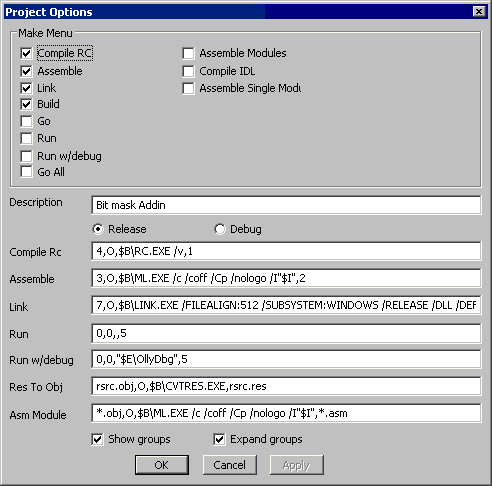 Project Options
Make Menu
Compile RC
Assemble Modules
Assemble
Compile IDL
Link
Assemble Single Modu
Build
Go
Run
Run w/debug
Go All
Description
Bit mask Addin
Release
Debug
Compile Rc
4,O,$B\RC.EXE /v,1
Assemble
3,O,$B\ML.EXE /c /coff /Cp /nologo /I"$I",2
Link
7,O,$B\LINK.EXE /FILEALIGN:512 /SUBSYSTEM:WINDOWS /RELEASE /DLL /DEF
Run
0,0,,5
Run w/debug
0,0,"$E\OllyDbg",5
Res To Obj
rsrc.obj,O,$B\CVTRES.EXE,rsrc.res
Asm Module
*.obj,O,$B\ML.EXE /c /coff /Cp /nologo /I"$I",*.asm
Show groups
Expand groups
OK
Cancel
Apply